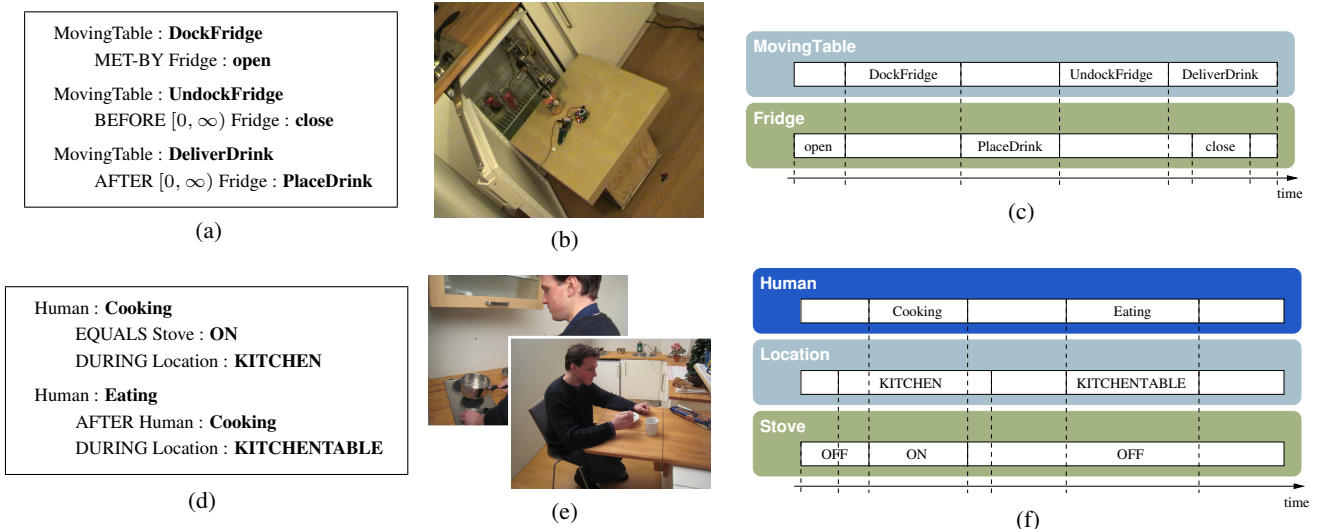 MovingTable : DockFridge
MET-BY Fridge : open
MovingTable : UndockFridge
BEFORE [0, ∞) Fridge : close
MovingTable : DeliverDrink
AFTER [0, ∞) Fridge : PlaceDrink
(a)
(b)
MovingTable
DockFridge UndockFridge DeliverDrink
Fridge
open PlaceDrink close
time
(c)
Human : Cooking
EQUALS Stove : ON
DURING Location : KITCHEN
Human : Eating
AFTER Human : Cooking
DURING Location : KITCHENTABLE
(d)
(e)
Human
Cooking Eating
Location
KITCHEN KITCHENTABLE
Stove
OFF ON OFF
time
(f)